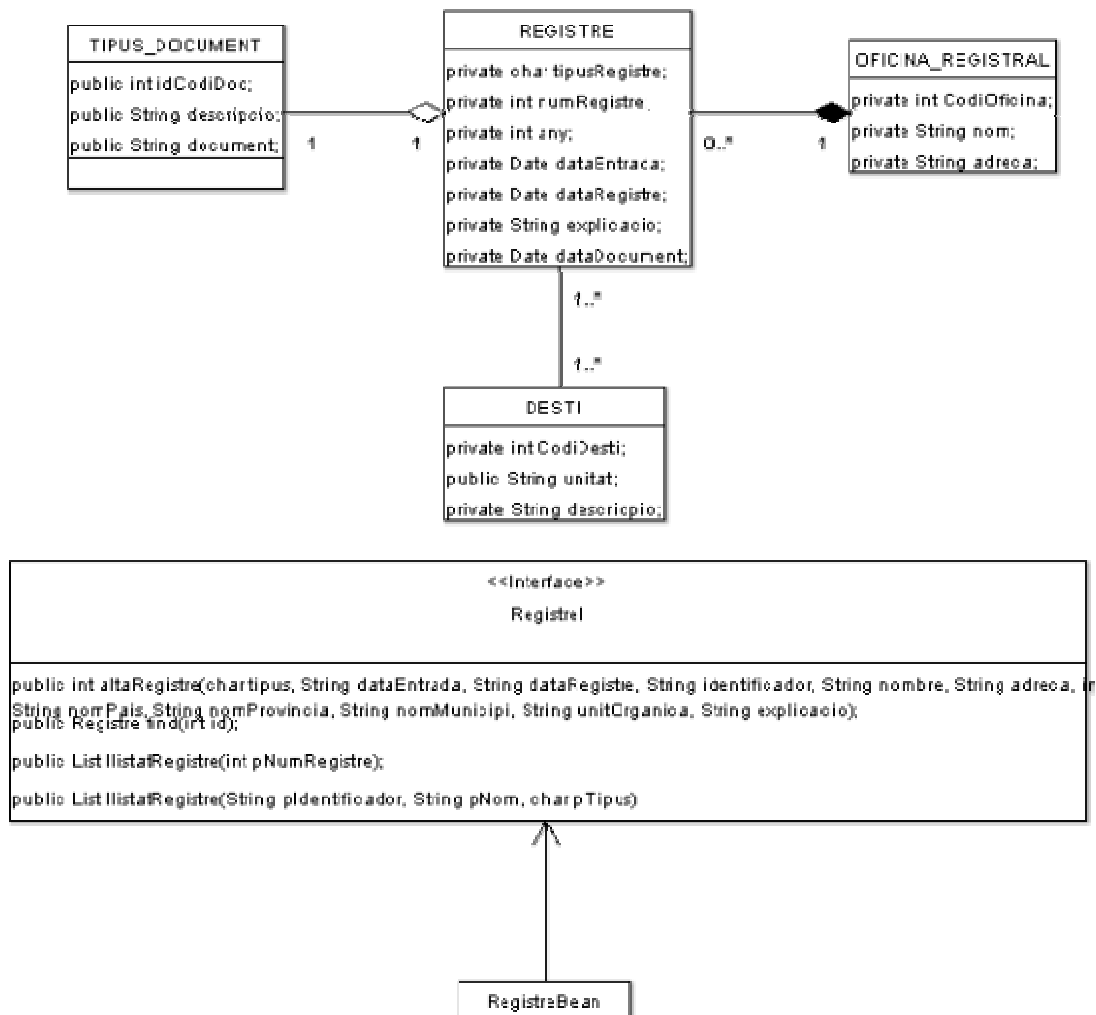 TIPUS_DOCUMENT
public int idCodiDoc;
public String descripcio;
public String document;
1
1
REGISTRE
private char tipusRegistre;
private int numRegistre;
private int any;
private Date dataEntraca;
private Date dataRegistre;
private String explicacio;
private Date dataDocument;
0..*
1
OFICINA_REGISTRAL
private int CodiOficina;
private String nom;
private String adreca;
1..*
1..*
DESTI
private int CodiDesti;
public String unitat;
private String descricpio;
<<Interface>>
RegistreI
public int altaRegistre(char tipus, String dataEntrada, String dataRegistre, String identificador, String nombre, String adreca,
String nomPais, String nomProvincia, String nomMunicipi, String unitOrganica, String explicacio);
public Registre find(int id);
public List llistatRegistre(int pNumRegistre);
public List llistatRegistre(String pIdentificador, String pNom, char pTipus)
RegistreBean